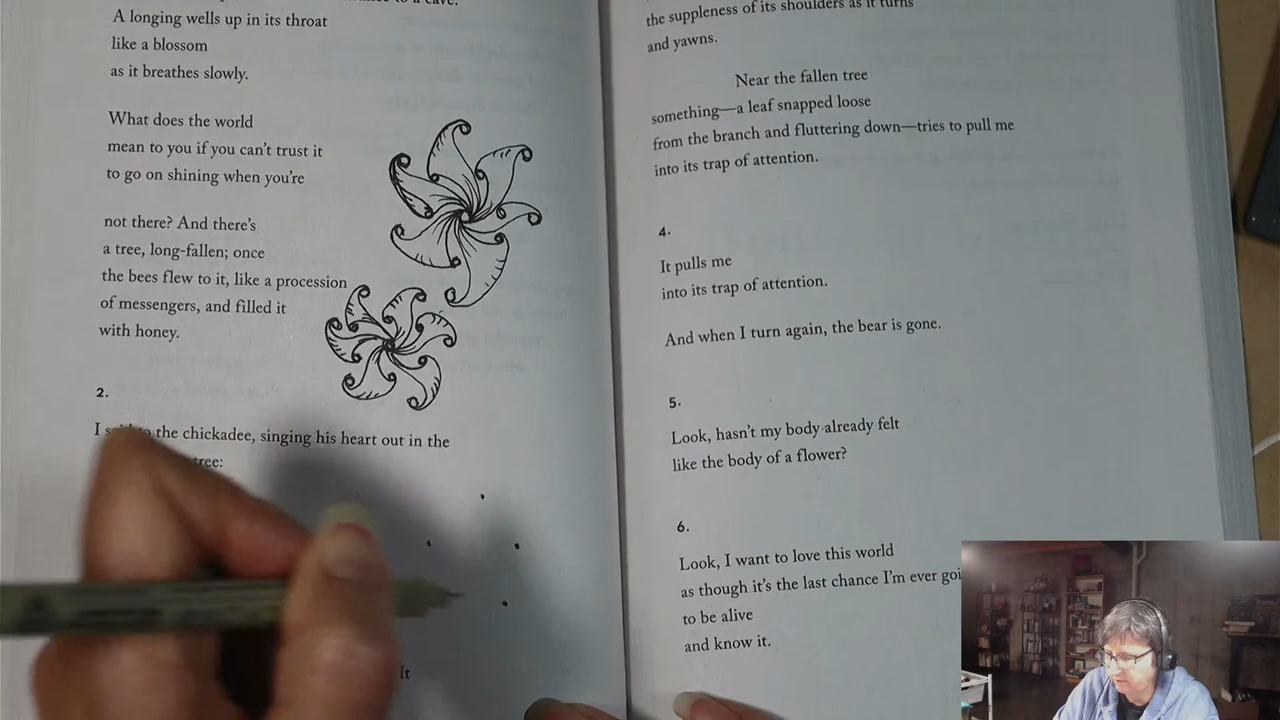 to a cave.
A longing wells up in its throat
like a blossom
as it breathes slowly.
What does the world
mean to you if you can't trust it
to go on shining when you're
not there? And there's
a tree, long-fallen; once
the bees flew to it, like a procession
of messengers, and filled it
with honey.
2.
I to the chickadee, singing his heart out in the
tree:
the suppleness of its shoulders as it turns
and yawns.
Near the fallen tree
something—a leaf snapped loose
from the branch and fluttering down—tries to pull me
into its trap of attention.
4.
It pulls me
into its trap of attention.
And when I turn again, the bear is gone.
5.
Look, hasn't my body already felt
like the body of a flower?
6.
Look, I want to love this world
as though it's the last chance I'm ever
to be alive
and know it.